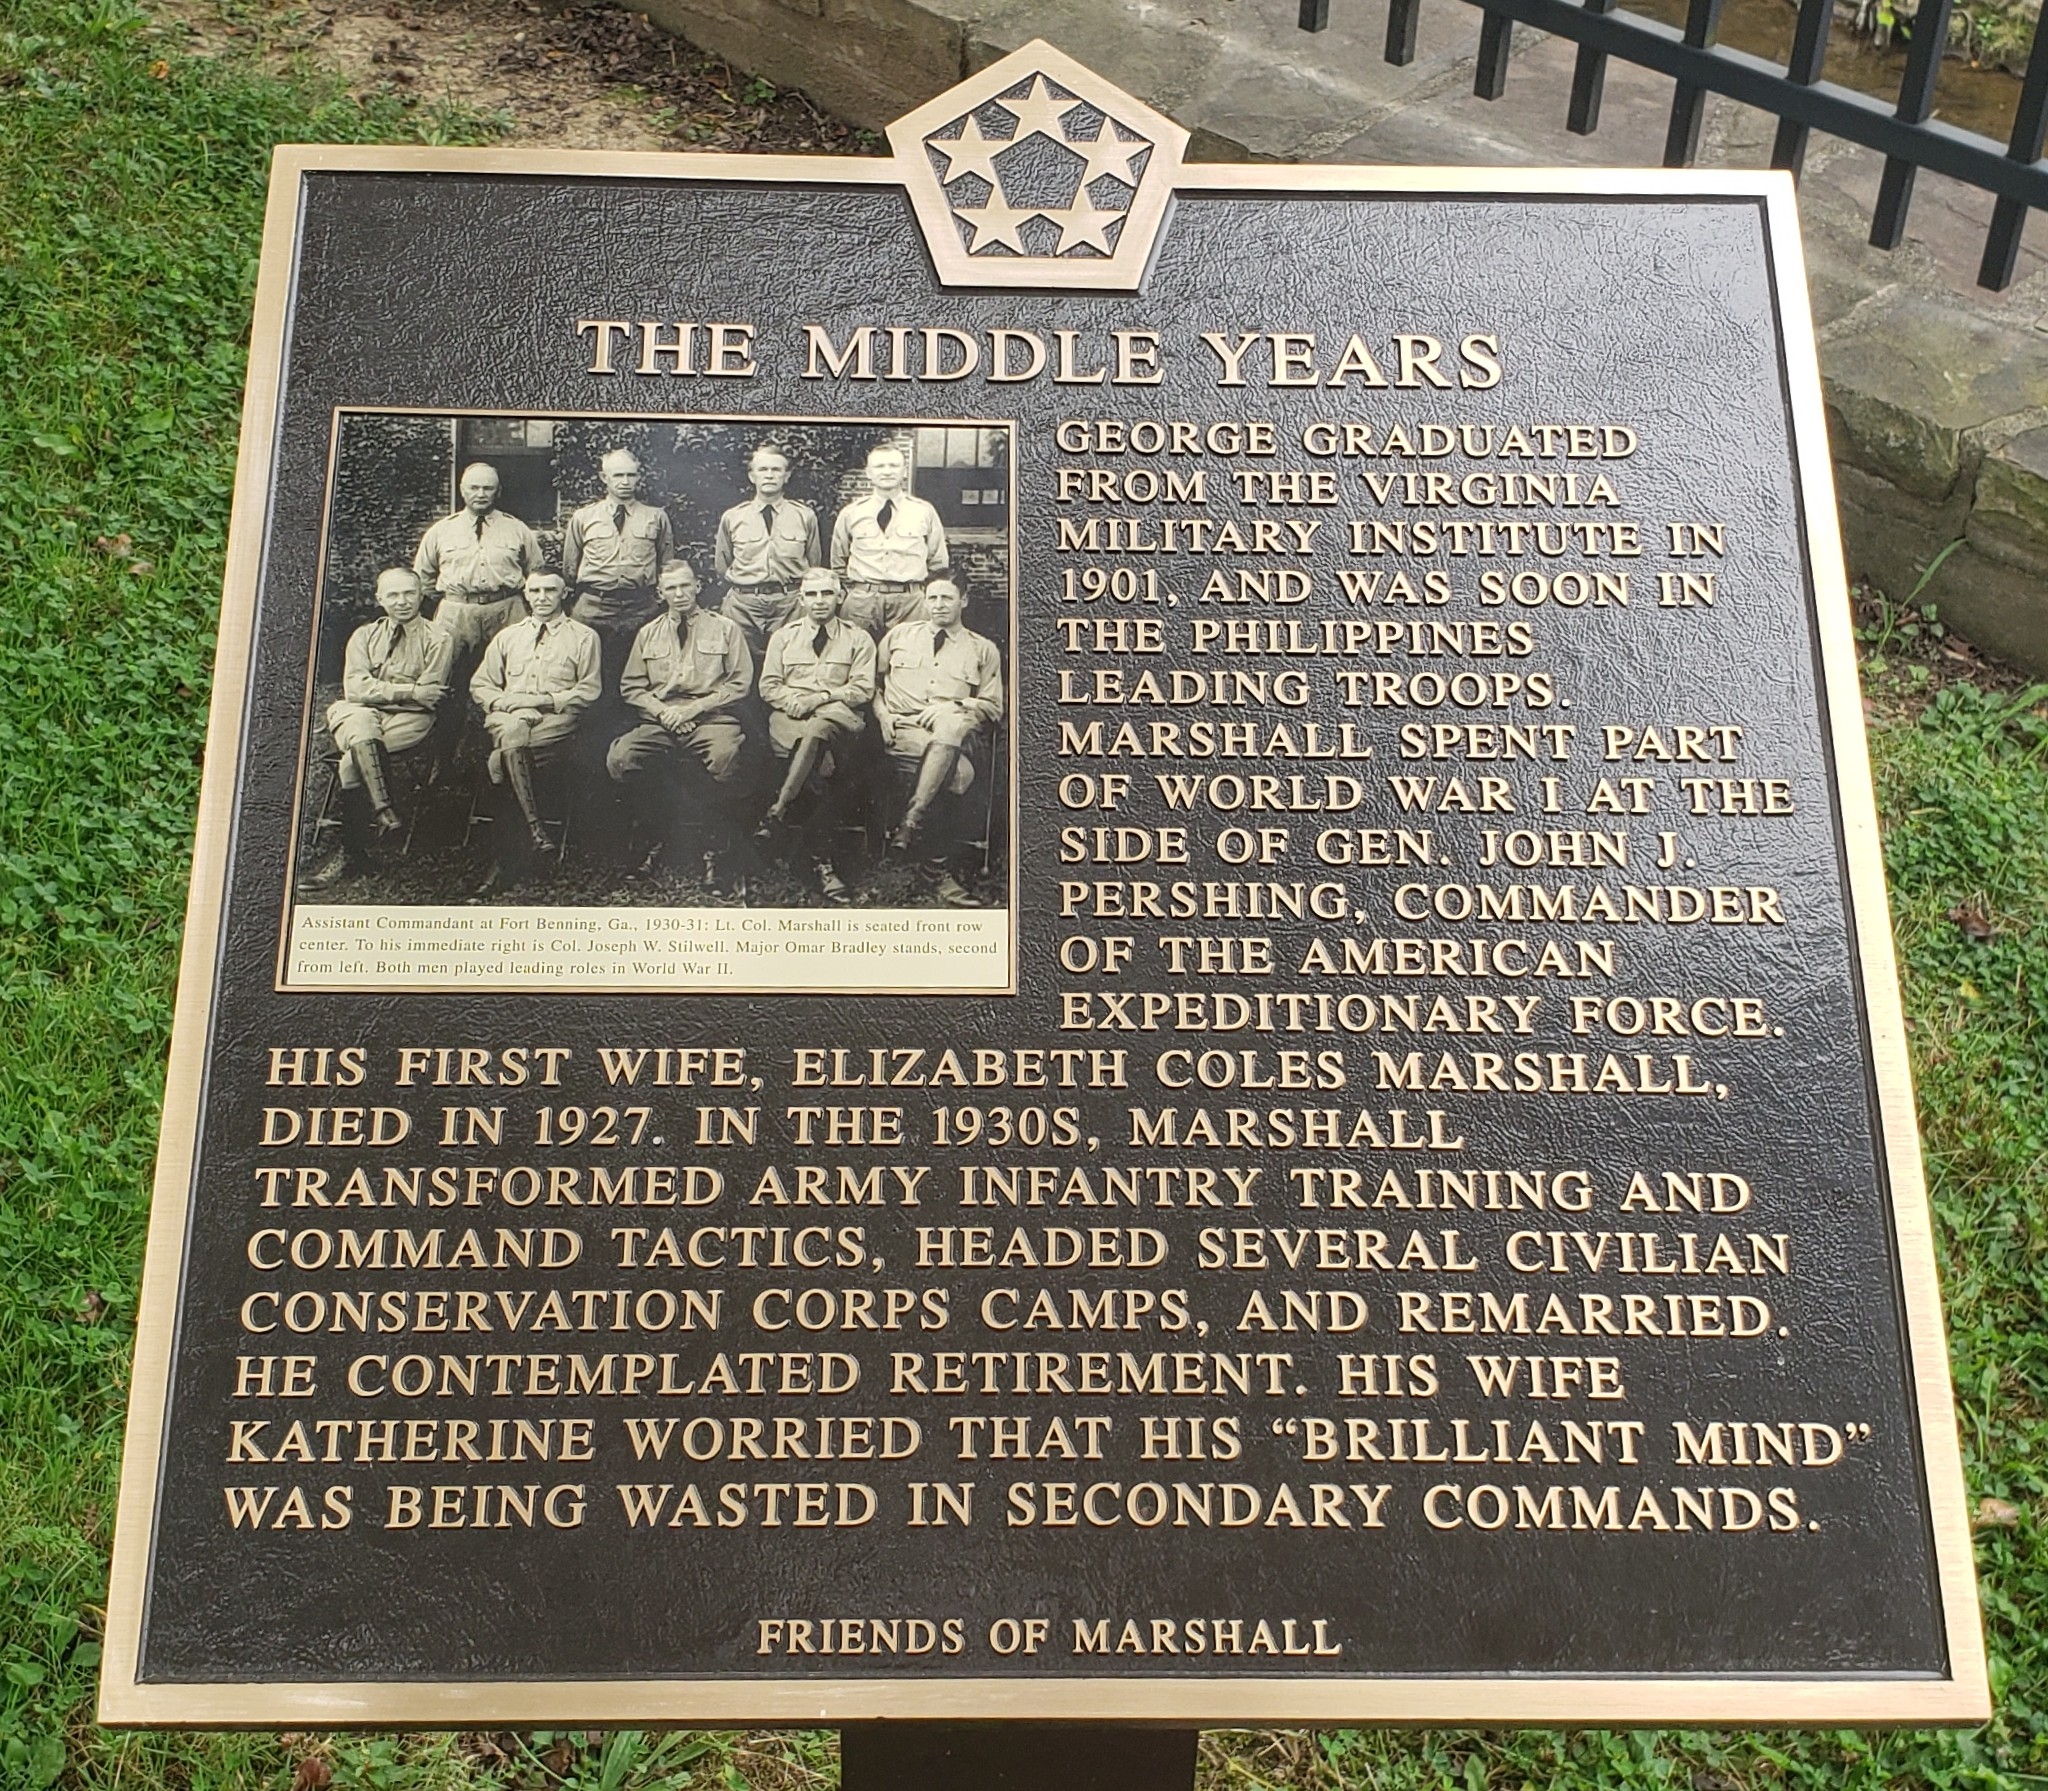 THE MIDDLE YEARS
GEORGE GRADUATED
FROM THE VIRGINIA
MILITARY INSTITUTE IN
1901, AND WAS SOON IN
THE PHILIPPINES
LEADING TROOPS.
MARSHALL SPENT PART
OF WORLD WAR I AT THE
SIDE OF GEN. JOHN J.
PERSHING, COMMANDER
OF THE AMERICAN
EXPEDITIONARY FORCE.
Assistant Commandant at Fort Benning, Ga., 1930-31: Lt. Col. Marshall is seated front row
center. To his immediate right is Col. Joseph W. Stilwell. Major Omar Bradley stands, second
from left. Both men played leading roles in World War II.
HIS FIRST WIFE, ELIZABETH COLES MARSHALL,
DIED IN 1927. IN THE 1930S, MARSHALL
TRANSFORMED ARMY INFANTRY TRAINING AND
COMMAND TACTICS, HEADED SEVERAL CIVILIAN
CONSERVATION CORPS CAMPS, AND REMARRIED.
HE CONTEMPLATED RETIREMENT. HIS WIFE
KATHERINE WORRIED THAT HIS “BRILLIANT MIND”
WAS BEING WASTED IN SECONDARY COMMANDS.
FRIENDS OF MARSHALL